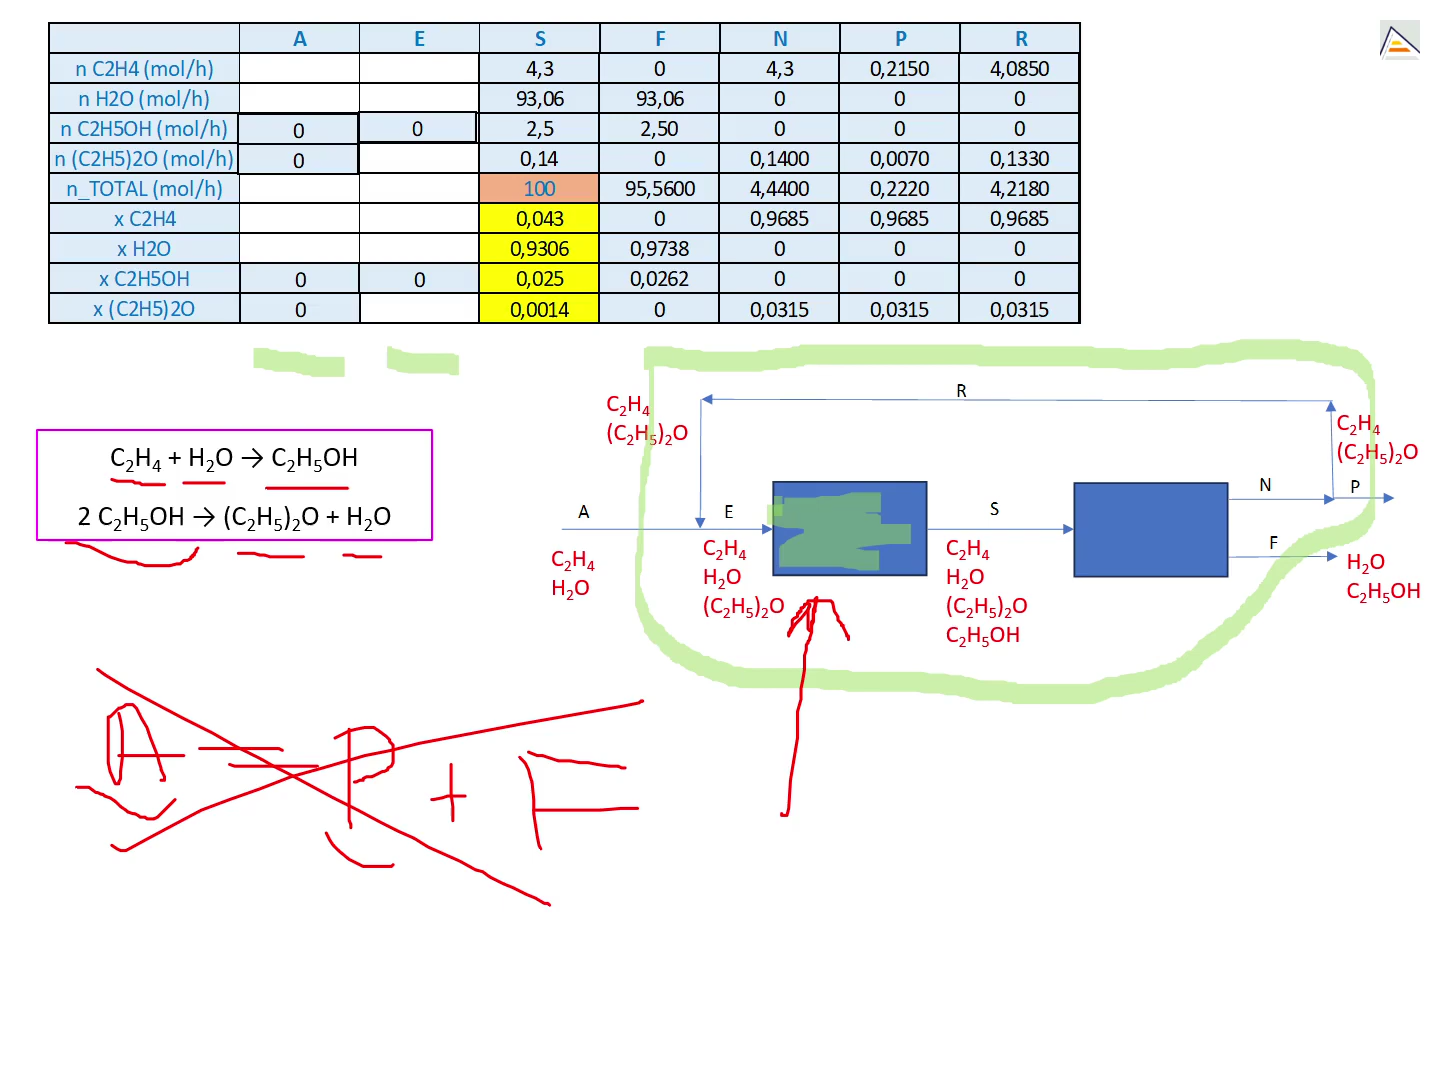 A E S F N P R
n C2H4 (mol/h) 4,3 0 4,3 0,2150 4,0850
n H2O (mol/h) 93,06 93,06 0 0 0
n C2H5OH (mol/h) 0 0 2,5 2,50 0 0 0
n (C2H5)2O (mol/h) 0 0,14 0 0,1400 0,0070 0,1330
n_TOTAL (mol/h) 100 95,5600 4,4400 0,2220 4,2180
x C2H4 0,043 0 0,9685 0,9685 0,9685
x H2O 0,9306 0,9738 0 0 0
x C2H5OH 0 0 0,025 0,0262 0 0 0
x (C2H5)2O 0 0,0014 0 0,0315 0,0315 0,0315
C₂H₄ + H₂O → C₂H₅OH
2 C₂H₅OH → (C₂H₅)₂O + H₂O
R
C₂H₄
(C₂H₅)₂O
C₂H₄
(C₂H₅)₂O
A
E
S
N
P
F
C₂H₄
H₂O
C₂H₄
H₂O
(C₂H₅)₂O
C₂H₄
H₂O
(C₂H₅)₂O
C₂H₅OH
H₂O
C₂H₅OH
A = P + F